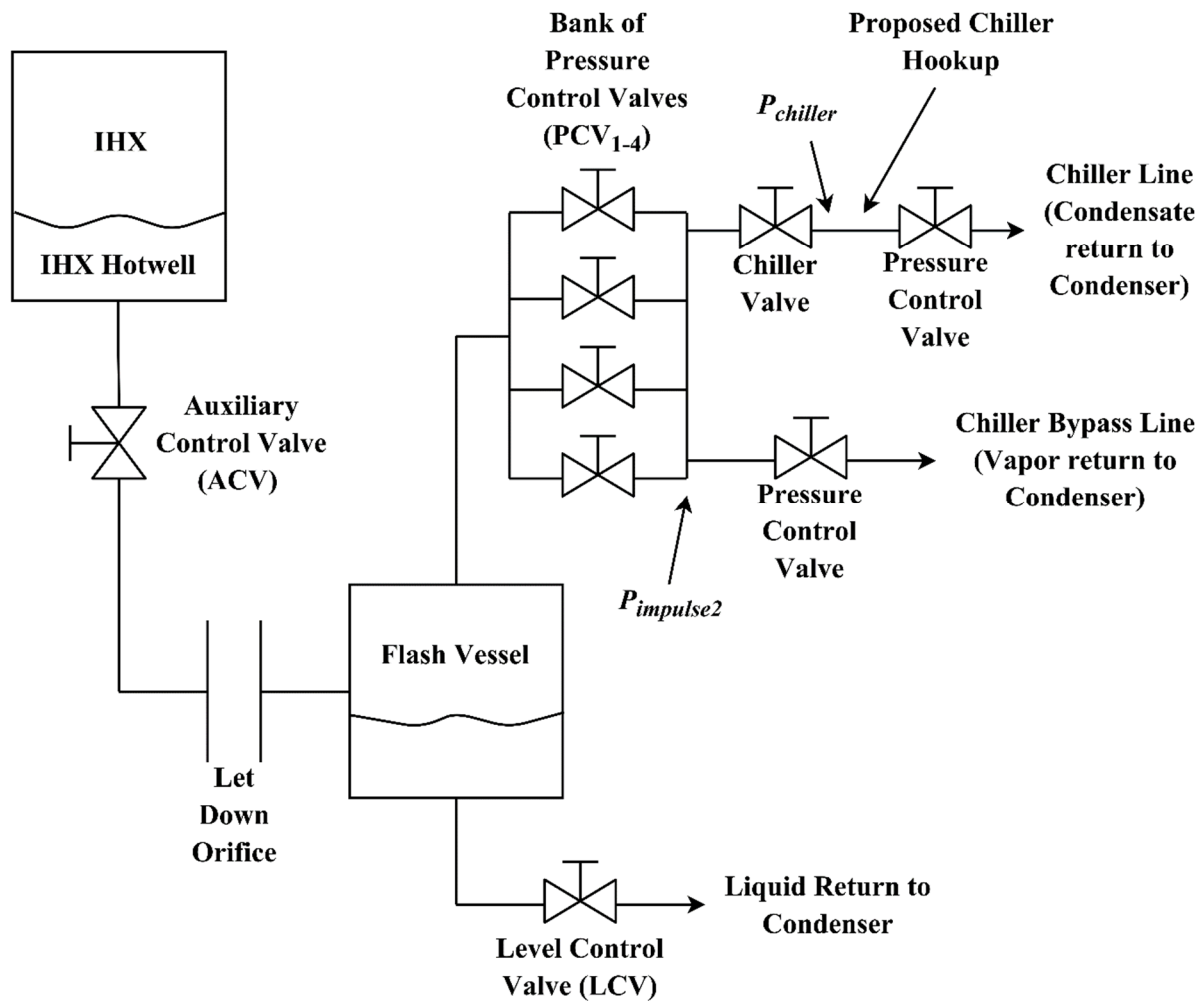 IHX
IHX Hotwell
Auxiliary
Control Valve
(ACV)
Let
Down
Orifice
Flash Vessel
Level Control
Valve (LCV)
Liquid Return to
Condenser
Bank of
Pressure
Control Valves
(PCV1-4)
Pimpulse2
Pchiller
Proposed Chiller
Hookup
Chiller
Valve
Pressure
Control
Valve
Chiller Line
(Condensate
return to
Condenser)
Pressure
Control
Valve
Chiller Bypass Line
(Vapor return to
Condenser)